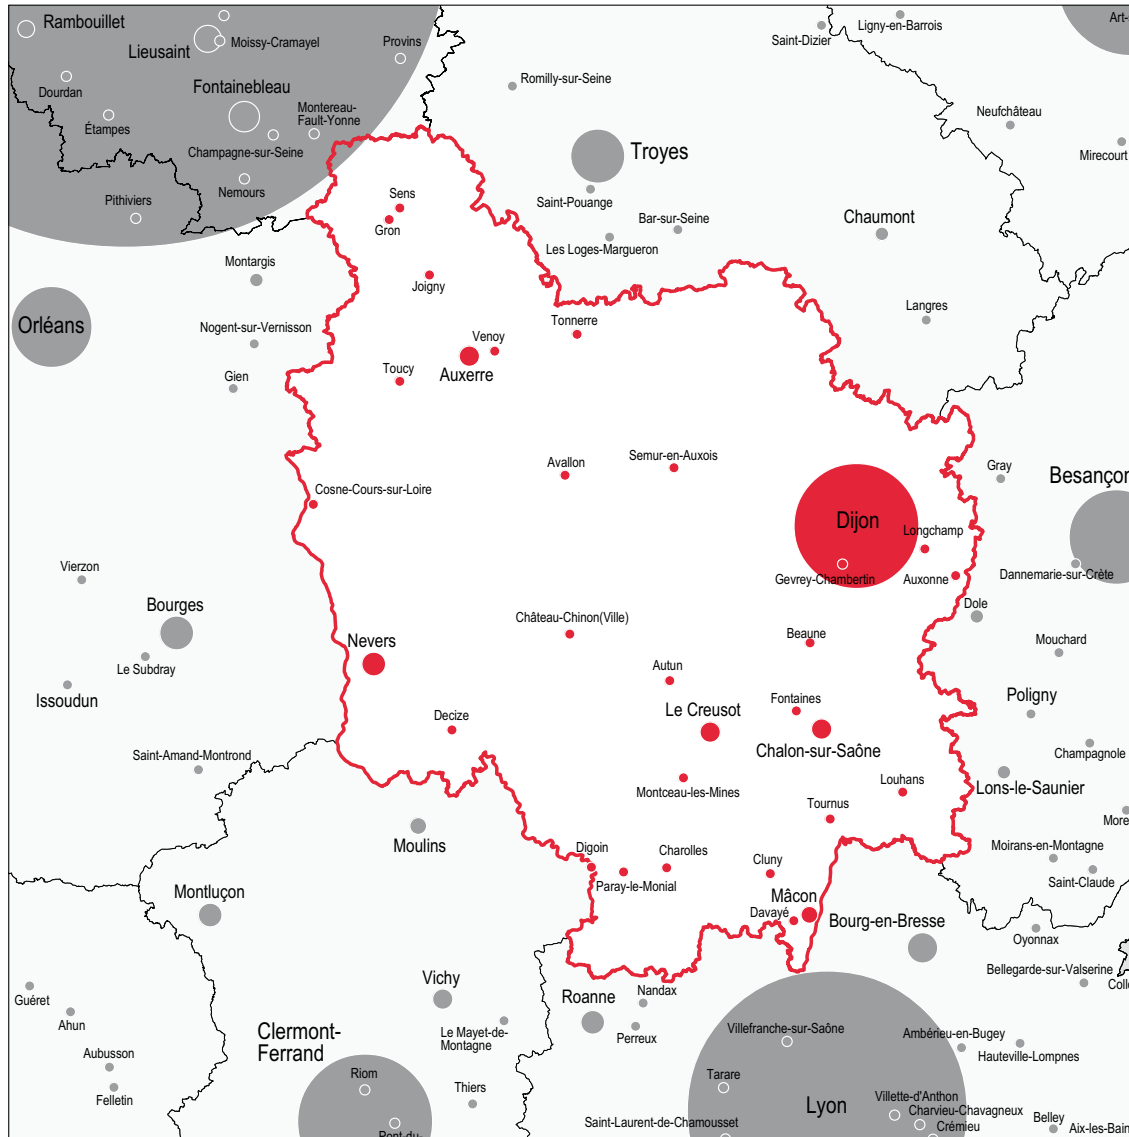 Rambouillet
Lieusaint
Moissy-Cramayel
Provins
Dourdan
Fontainebleau
Étampes
Montereau-
Fault-Yonne
Champagne-sur-Seine
Nemours
Pithiviers
Ligny-en-Barrois
Saint-Dizier
Art-
Romilly-sur-Seine
Neufchâteau
Mirecourt
Troyes
Saint-Pouange
Bar-sur-Seine
Les Loges-Margueron
Chaumont
Langres
Sens
Gron
Joigny
Montargis
Orléans
Nogent-sur-Vernisson
Gien
Tonnerre
Venoy
Auxerre
Toucy
Avallon
Semur-en-Auxois
Cosne-Cours-sur-Loire
Gray
Besançon
Dijon
Longchamp
Gevrey-Chambertin
Auxonne
Dannemarie-sur-Crète
Vierzon
Bourges
Le Subdray
Issoudun
Château-Chinon(Ville)
Beaune
Dole
Mouchard
Nevers
Autun
Le Creusot
Fontaines
Chalon-sur-Saône
Poligny
Decize
Champagnole
Saint-Amand-Montrond
Montceau-les-Mines
Louhans
Lons-le-Saunier
Tournus
More
Moulins
Digoin
Charolles
Paray-le-Monial
Cluny
Moirans-en-Montagne
Saint-Claude
Montluçon
Mâcon
Davayé
Bourg-en-Bresse
Oyonnax
Bellegarde-sur-Valserine
Colle
Guéret
Ahun
Vichy
Roanne
Nandax
Perreux
Le Mayet-de-
Montagne
Clermont-
Ferrand
Villefranche-sur-Saône
Ambérieu-en-Bugey
Hauteville-Lompnes
Aubusson
Felletin
Riom
Thiers
Tarare
Lyon
Villette-d'Anthon
Charvieu-Chavagneux
Crémieu
Saint-Laurent-de-Chamousset
Belley
Aix-les-Bain
Pont-du-